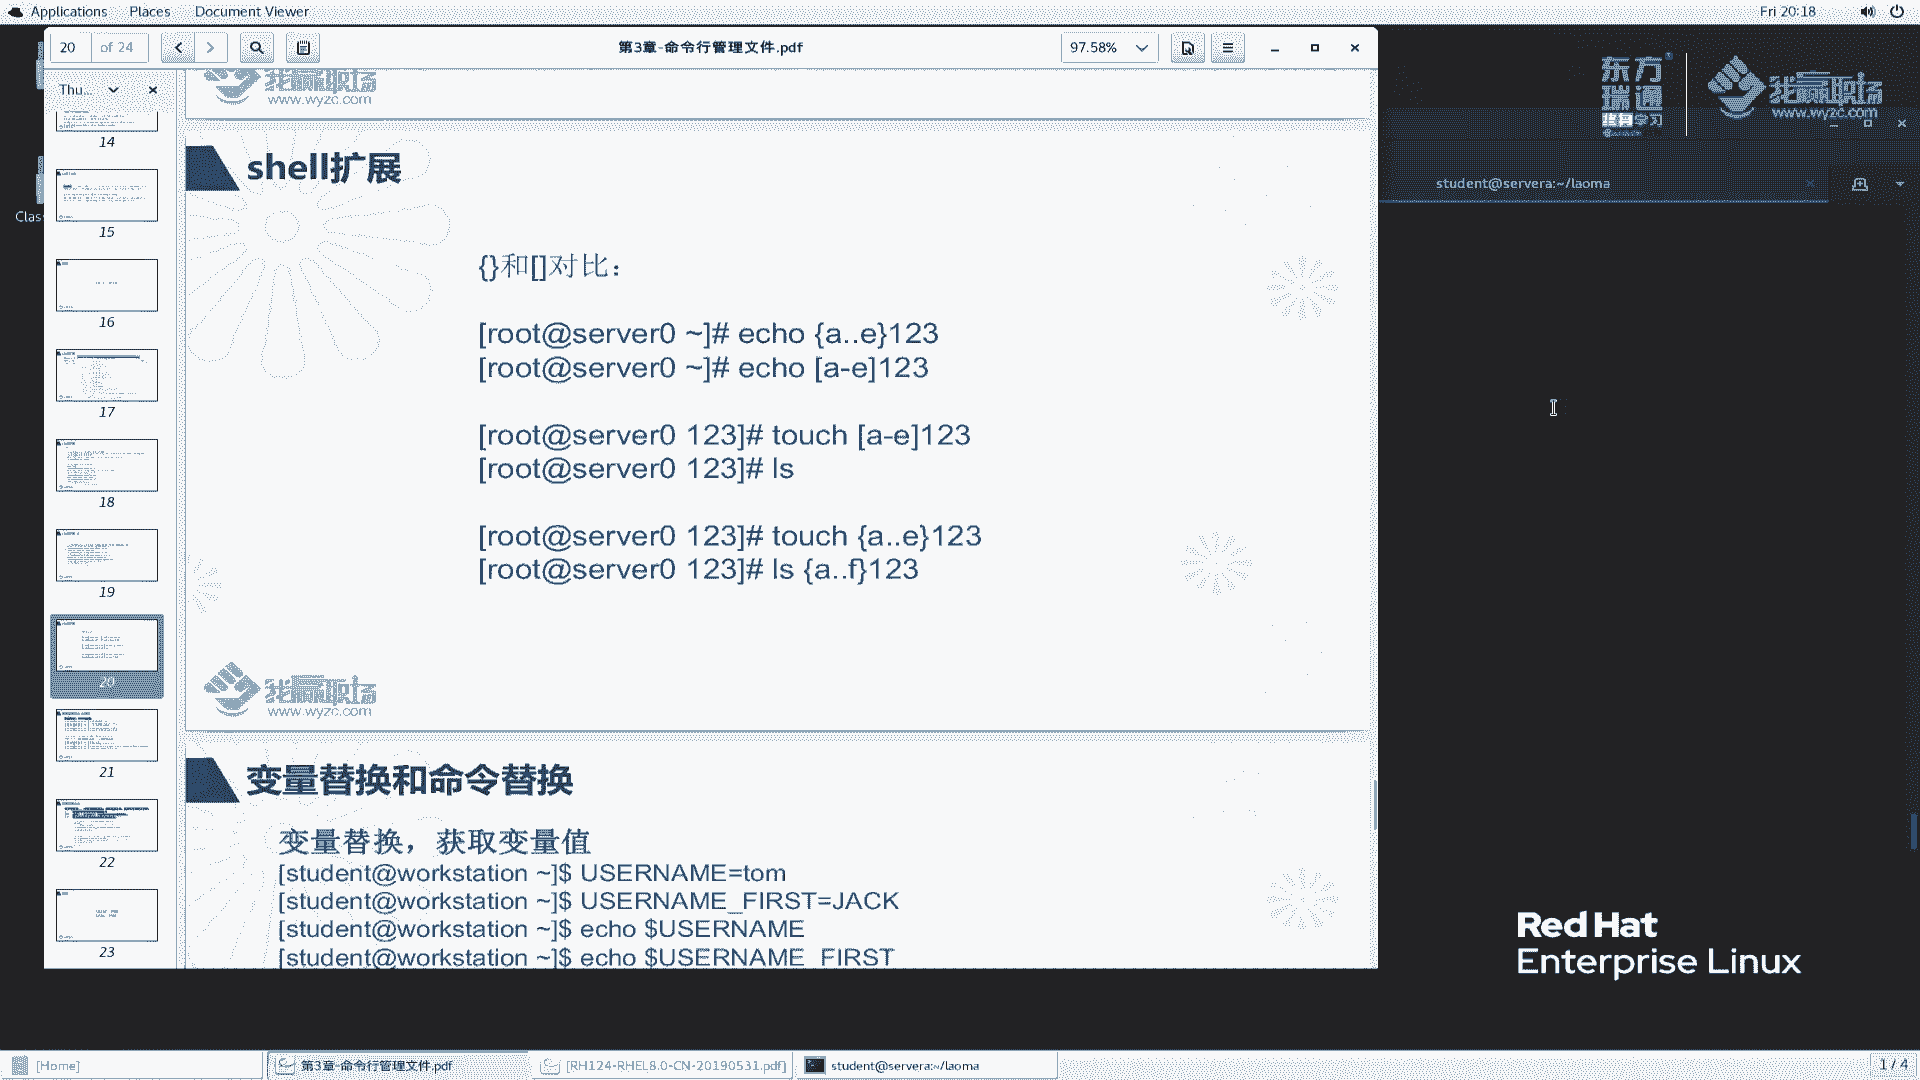 Applications Places Document Viewer Fri 20:18
20 of 24 第3章-命令行管理文件.pdf 97.58%
Thu...
14
15
16
17
18
19
20
21
22
23
我赢职场
www.wyzc.com
shell扩展
{}和[]对比：
[root@server0 ~]# echo {a..e}123
[root@server0 ~]# echo [a-e]123
[root@server0 123]# touch [a-e]123
[root@server0 123]# ls
[root@server0 123]# touch {a..e}123
[root@server0 123]# ls {a..f}123
我赢职场
www.wyzc.com
变量替换和命令替换
变量替换，获取变量值
[student@workstation ~]$ USERNAME=tom
[student@workstation ~]$ USERNAME_FIRST=JACK
[student@workstation ~]$ echo $USERNAME
[student@workstation ~]$ echo $USERNAME_FIRST
Clas
东方
瑞通
终身学习
我赢职场
www.wyzc.com
student@servera:~/laoma
Red Hat
Enterprise Linux
[Home] 第3章-命令行管理文件.pdf [RH124-RHEL8.0-CN-20190531.pdf] student@servera:~/laoma 1 / 4